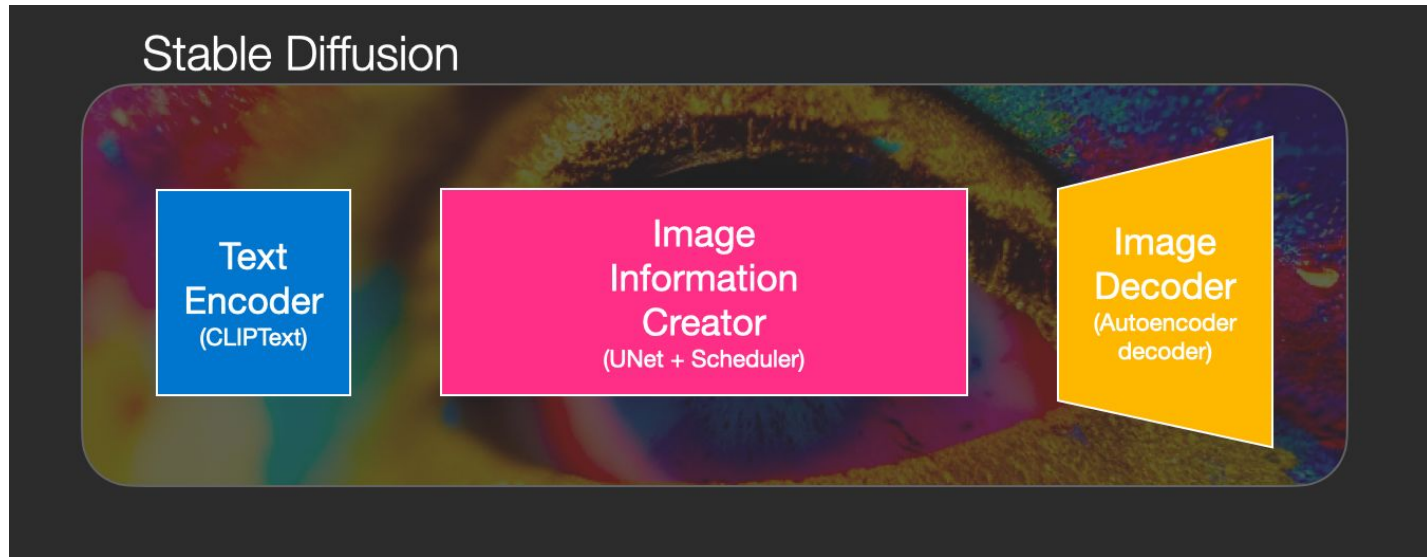 Stable Diffusion
Text
Encoder
(CLIPText)
Image
Information
Creator
(UNet + Scheduler)
Image
Decoder
(Autoencoder
decoder)